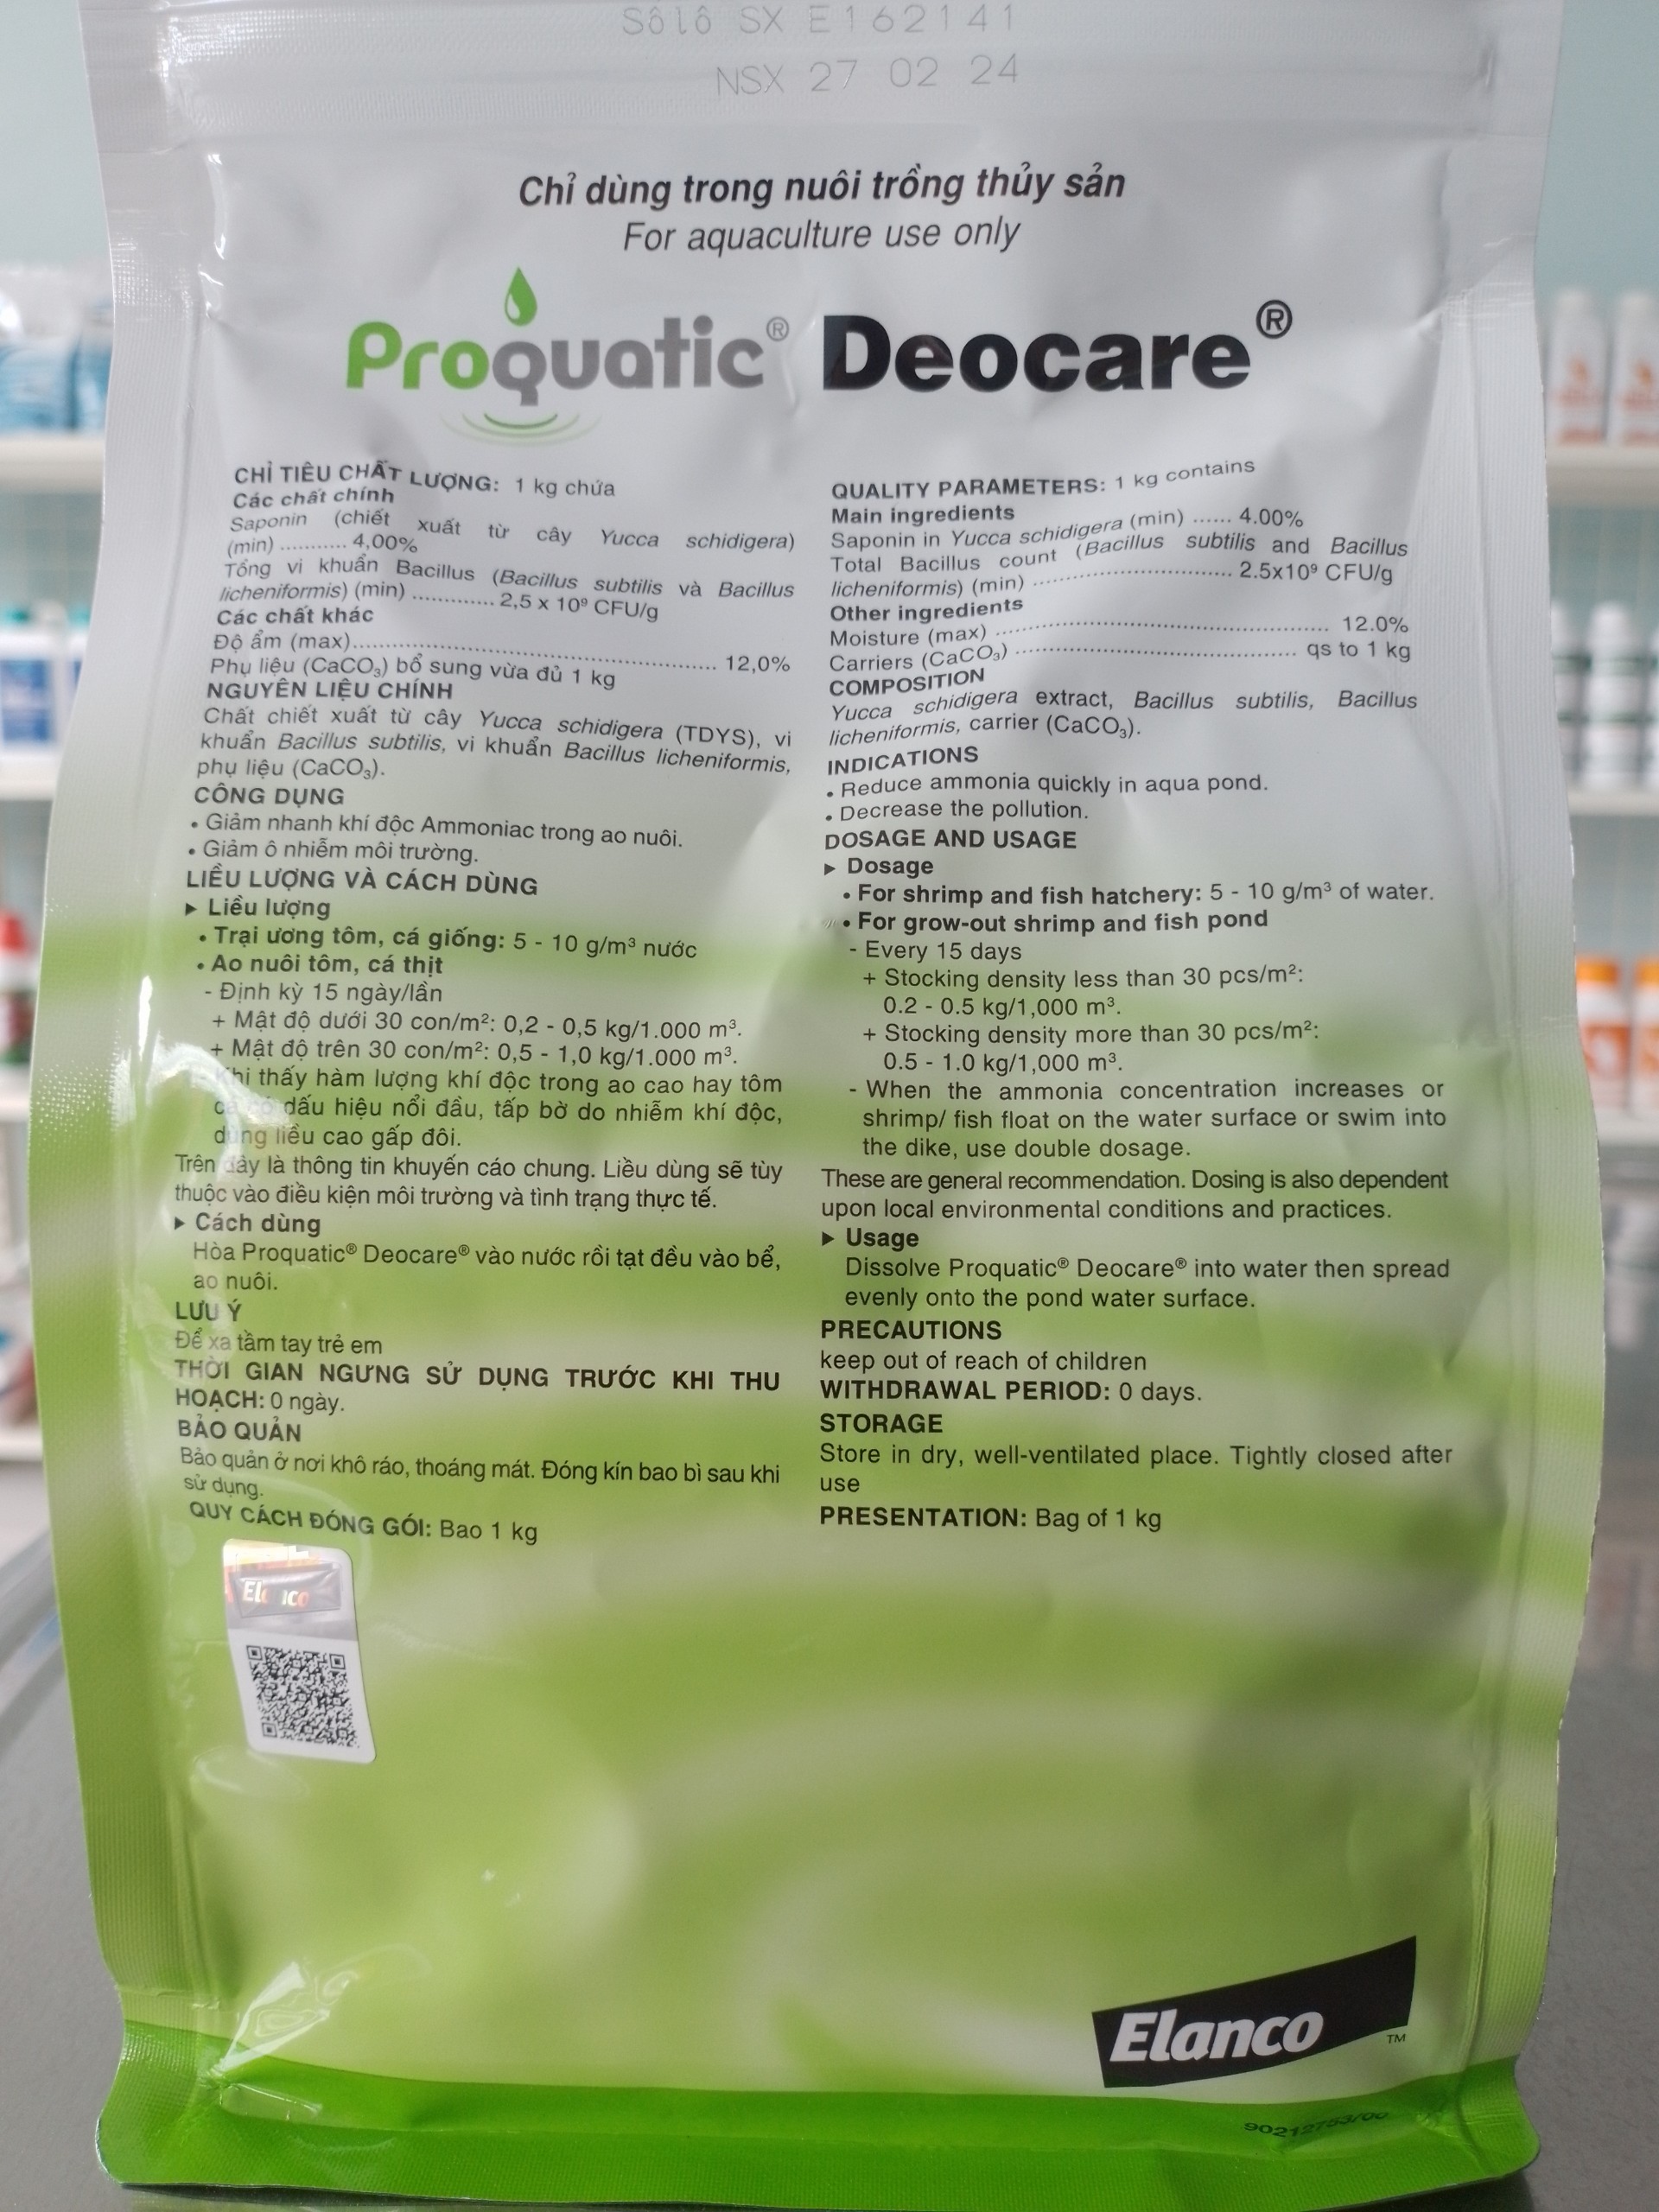 Sôlô SX E162141
NSX 27 02 24
Chỉ dùng trong nuôi trồng thủy sản
For aquaculture use only
Proquatic® Deocare®
CHỈ TIÊU CHẤT LƯỢNG: 1 kg chứa
Các chất chính
Saponin (chiết xuất từ cây Yucca schidigera)
(min) ........... 4,00%
Tổng vi khuẩn Bacillus (Bacillus subtilis và Bacillus
licheniformis) (min) ............ 2,5 x 10⁹ CFU/g
Các chất khác
Độ ẩm (max)...................................................... 12,0%
Phụ liệu (CaCO₃) bổ sung vừa đủ 1 kg
NGUYÊN LIỆU CHÍNH
Chất chiết xuất từ cây Yucca schidigera (TDYS), vi
khuẩn Bacillus subtilis, vi khuẩn Bacillus licheniformis,
phụ liệu (CaCO₃).
CÔNG DỤNG
• Giảm nhanh khí độc Ammoniac trong ao nuôi.
• Giảm ô nhiễm môi trường.
LIỀU LƯỢNG VÀ CÁCH DÙNG
► Liều lượng
• Trại ương tôm, cá giống: 5 - 10 g/m³ nước
• Ao nuôi tôm, cá thịt
- Định kỳ 15 ngày/lần
+ Mật độ dưới 30 con/m²: 0,2 - 0,5 kg/1.000 m³.
+ Mật độ trên 30 con/m²: 0,5 - 1,0 kg/1.000 m³.
- Khi thấy hàm lượng khí độc trong ao cao hay tôm
cá có dấu hiệu nổi đầu, tấp bờ do nhiễm khí độc,
dùng liều cao gấp đôi.
Trên đây là thông tin khuyến cáo chung. Liều dùng sẽ tùy
thuộc vào điều kiện môi trường và tình trạng thực tế.
► Cách dùng
Hòa Proquatic® Deocare® vào nước rồi tạt đều vào bể,
ao nuôi.
LƯU Ý
Để xa tầm tay trẻ em
THỜI GIAN NGƯNG SỬ DỤNG TRƯỚC KHI THU
HOẠCH: 0 ngày.
BẢO QUẢN
Bảo quản ở nơi khô ráo, thoáng mát. Đóng kín bao bì sau khi
sử dụng.
QUY CÁCH ĐÓNG GÓI: Bao 1 kg
QUALITY PARAMETERS: 1 kg contains
Main ingredients
Saponin in Yucca schidigera (min) ...... 4.00%
Total Bacillus count (Bacillus subtilis and Bacillus
licheniformis) (min) .............................. 2.5x10⁹ CFU/g
Other ingredients
Moisture (max) .................................................. 12.0%
Carriers (CaCO₃) .......................................... qs to 1 kg
COMPOSITION
Yucca schidigera extract, Bacillus subtilis, Bacillus
licheniformis, carrier (CaCO₃).
INDICATIONS
• Reduce ammonia quickly in aqua pond.
• Decrease the pollution.
DOSAGE AND USAGE
► Dosage
• For shrimp and fish hatchery: 5 - 10 g/m³ of water.
• For grow-out shrimp and fish pond
- Every 15 days
+ Stocking density less than 30 pcs/m²:
0.2 - 0.5 kg/1,000 m³.
+ Stocking density more than 30 pcs/m²:
0.5 - 1.0 kg/1,000 m³.
- When the ammonia concentration increases or
shrimp/ fish float on the water surface or swim into
the dike, use double dosage.
These are general recommendation. Dosing is also dependent
upon local environmental conditions and practices.
► Usage
Dissolve Proquatic® Deocare® into water then spread
evenly onto the pond water surface.
PRECAUTIONS
keep out of reach of children
WITHDRAWAL PERIOD: 0 days.
STORAGE
Store in dry, well-ventilated place. Tightly closed after
use
PRESENTATION: Bag of 1 kg
Elanco
Elanco™